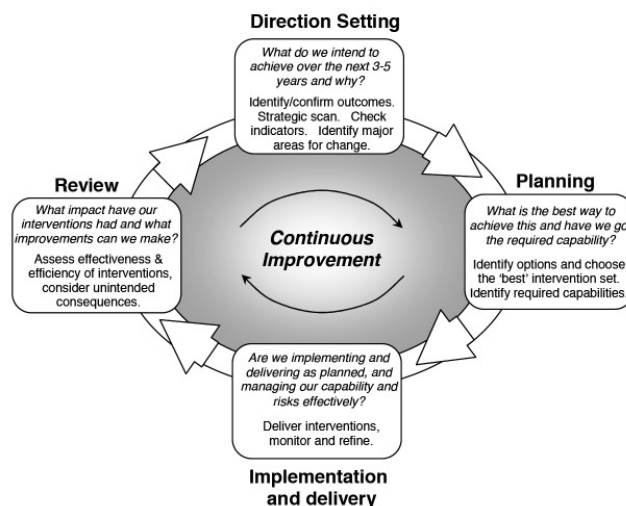 Direction Setting
What do we intend to
achieve over the next 3-5
years and why?
Identify/confirm outcomes.
Strategic scan. Check
indicators. Identify major
areas for change.
Review
What impact have our
interventions had and what
improvements can we make?
Assess effectiveness &
efficiency of interventions,
consider unintended
consequences.
Continuous
Improvement
Planning
What is the best way to
achieve this and have we go
the required capability?
Identify options and choose
the 'best' intervention set.
Identify required capabilities.
Are we implementing and
delivering as planned, and
managing our capability and
risks effectively?
Deliver interventions,
monitor and refine.
Implementation
and delivery